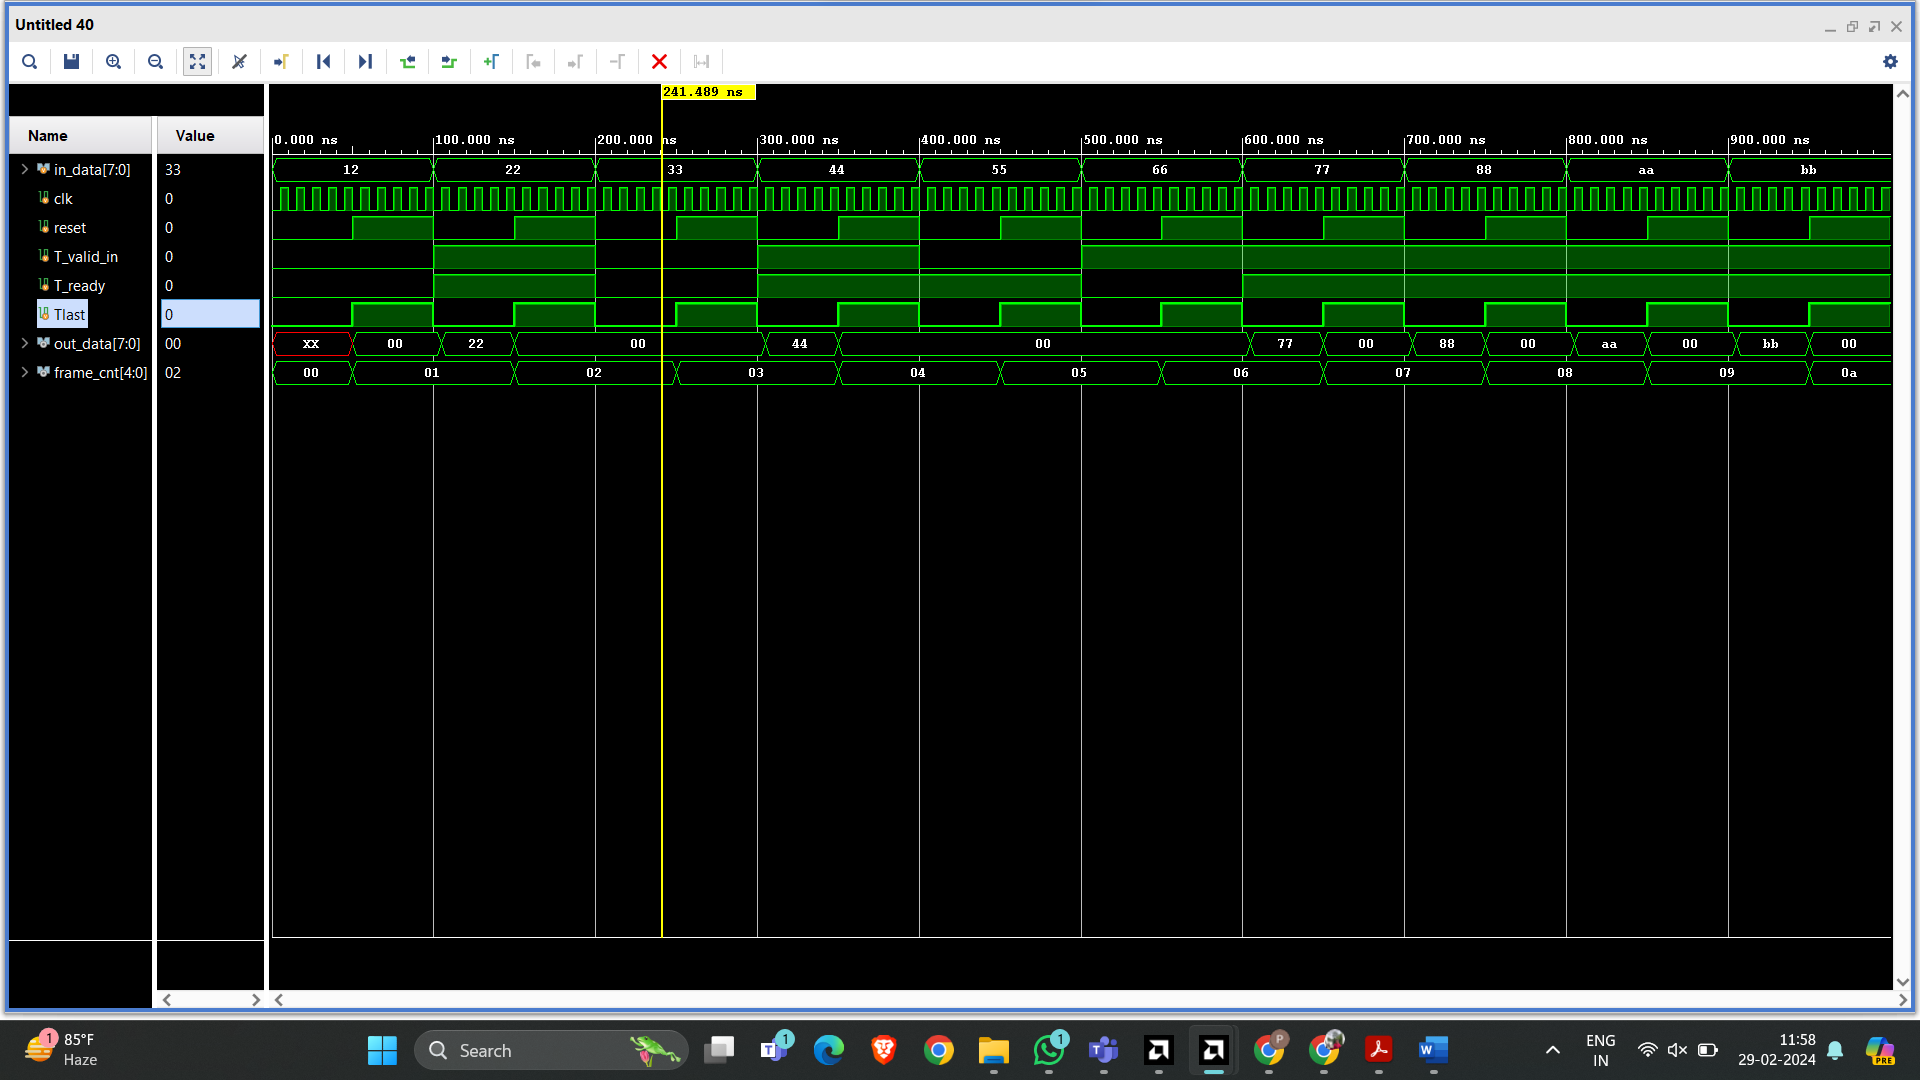 Untitled 40
241.489 ns
Name Value
0.000 ns 100.000 ns 200.000 ns 300.000 ns 400.000 ns 500.000 ns 600.000 ns 700.000 ns 800.000 ns 900.000 ns
in_data[7:0] 33 12 22 33 44 55 66 77 88 aa bb
clk 0
reset 0
T_valid_in 0
T_ready 0
Tlast 0
out_data[7:0] 00 XX 00 22 00 44 00 77 00 88 00 aa 00 bb 00
frame_cnt[4:0] 02 00 01 02 03 04 05 06 07 08 09 0a
1 85°F
Haze
Search
1
1
P
PRE
ENG
IN
11:58
29-02-2024